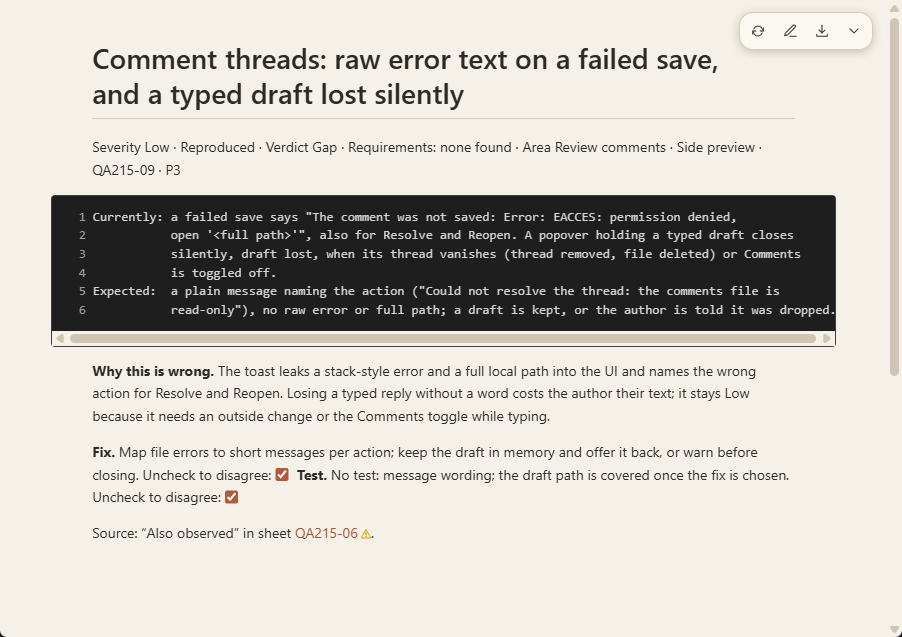 Comment threads: raw error text on a failed save,
and a typed draft lost silently
Severity Low · Reproduced · Verdict Gap · Requirements: none found · Area Review comments · Side preview ·
QA215-09 · P3
1 Currently: a failed save says "The comment was not saved: Error: EACCES: permission denied,
2 open '<full path>'", also for Resolve and Reopen. A popover holding a typed draft closes
3 silently, draft lost, when its thread vanishes (thread removed, file deleted) or Comments
4 is toggled off.
5 Expected: a plain message naming the action ("Could not resolve the thread: the comments file is
6 read-only"), no raw error or full path; a draft is kept, or the author is told it was dropped.
Why this is wrong. The toast leaks a stack-style error and a full local path into the UI and names the wrong
action for Resolve and Reopen. Losing a typed reply without a word costs the author their text; it stays Low
because it needs an outside change or the Comments toggle while typing.
Fix. Map file errors to short messages per action; keep the draft in memory and offer it back, or warn before
closing. Uncheck to disagree: Test. No test: message wording; the draft path is covered once the fix is chosen.
Uncheck to disagree:
Source: “Also observed” in sheet QA215-06 ⚠.